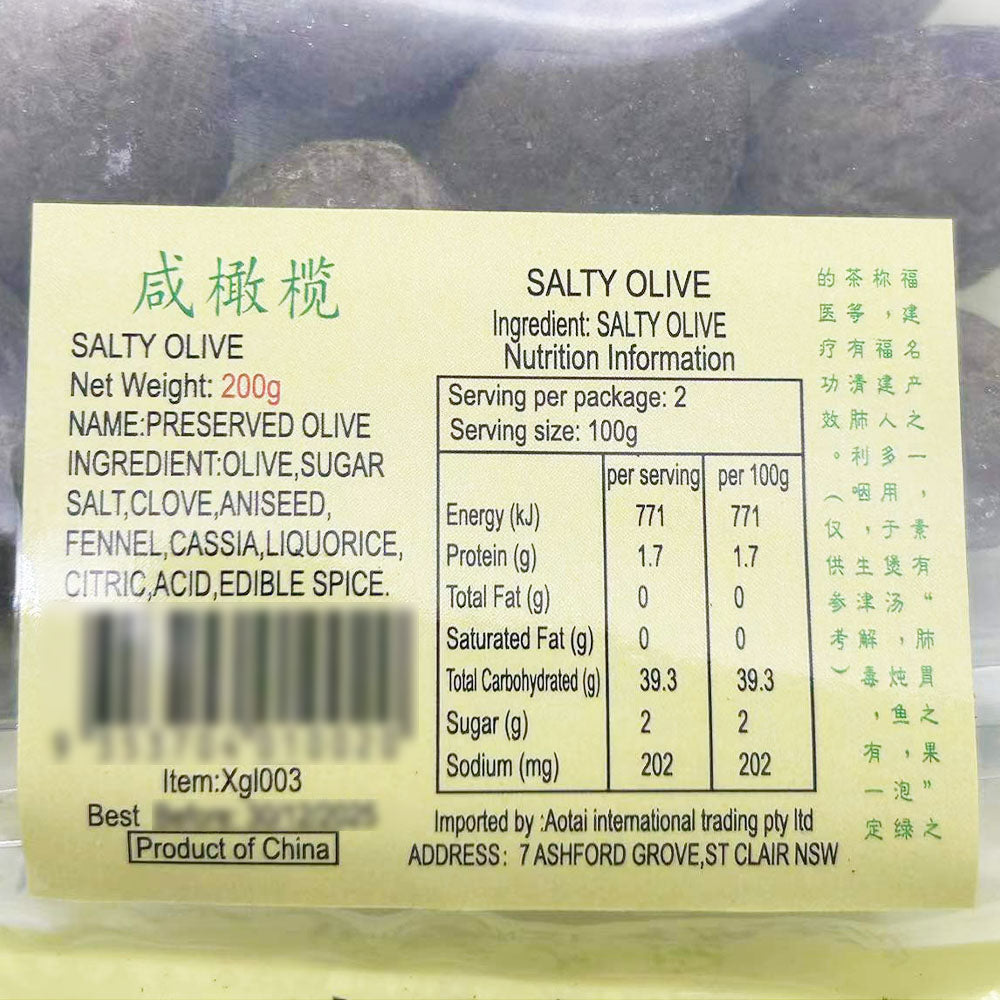 咸橄榄
SALTY OLIVE
Net Weight: 200g
NAME:PRESERVED OLIVE
INGREDIENT:OLIVE,SUGAR
SALT,CLOVE,ANISEED,
FENNEL,CASSIA,LIQUORICE,
CITRIC,ACID,EDIBLE SPICE.
Item:Xgl003
Best
Product of China
SALTY OLIVE
Ingredient: SALTY OLIVE
Nutrition Information
Serving per package: 2
Serving size: 100g
per serving per 100g
Energy (kJ) 771 771
Protein (g) 1.7 1.7
Total Fat (g) 0 0
Saturated Fat (g) 0 0
Total Carbohydrated (g) 39.3 39.3
Sugar (g) 2 2
Sodium (mg) 202 202
Imported by :Aotai international trading pty ltd
ADDRESS: 7 ASHFORD GROVE,ST CLAIR NSW
福建名产之一，素有“肺胃之果”之
称，福建人多用于煲汤，炖鱼，泡绿
茶等有清肺利咽，生津解毒，有一定
的医疗功效。（仅供参考）